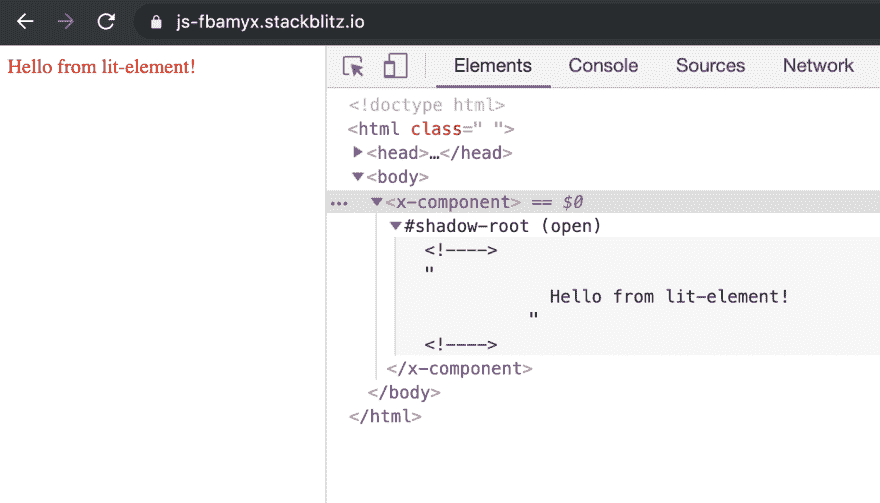 js-fbamyx.stackblitz.io
Hello from lit-element!
Elements Console Sources Network
<!doctype html>
<html class=" ">
▶<head>…</head>
▼<body>
… ▼<x-component> == $0
▼#shadow-root (open)
<!---->
"
Hello from lit-element!
"
<!---->
</x-component>
</body>
</html>